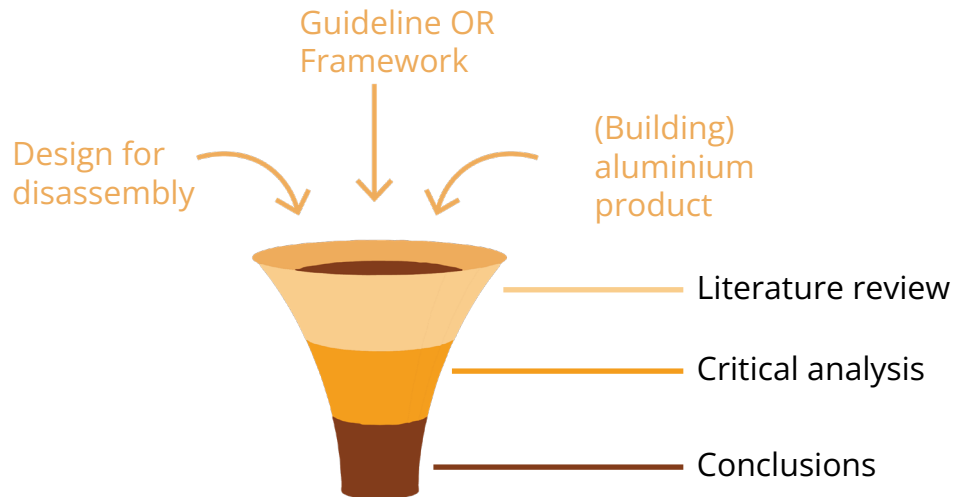 Guideline OR
Framework
Design for
disassembly
(Building)
aluminium
product
Literature review
Critical analysis
Conclusions